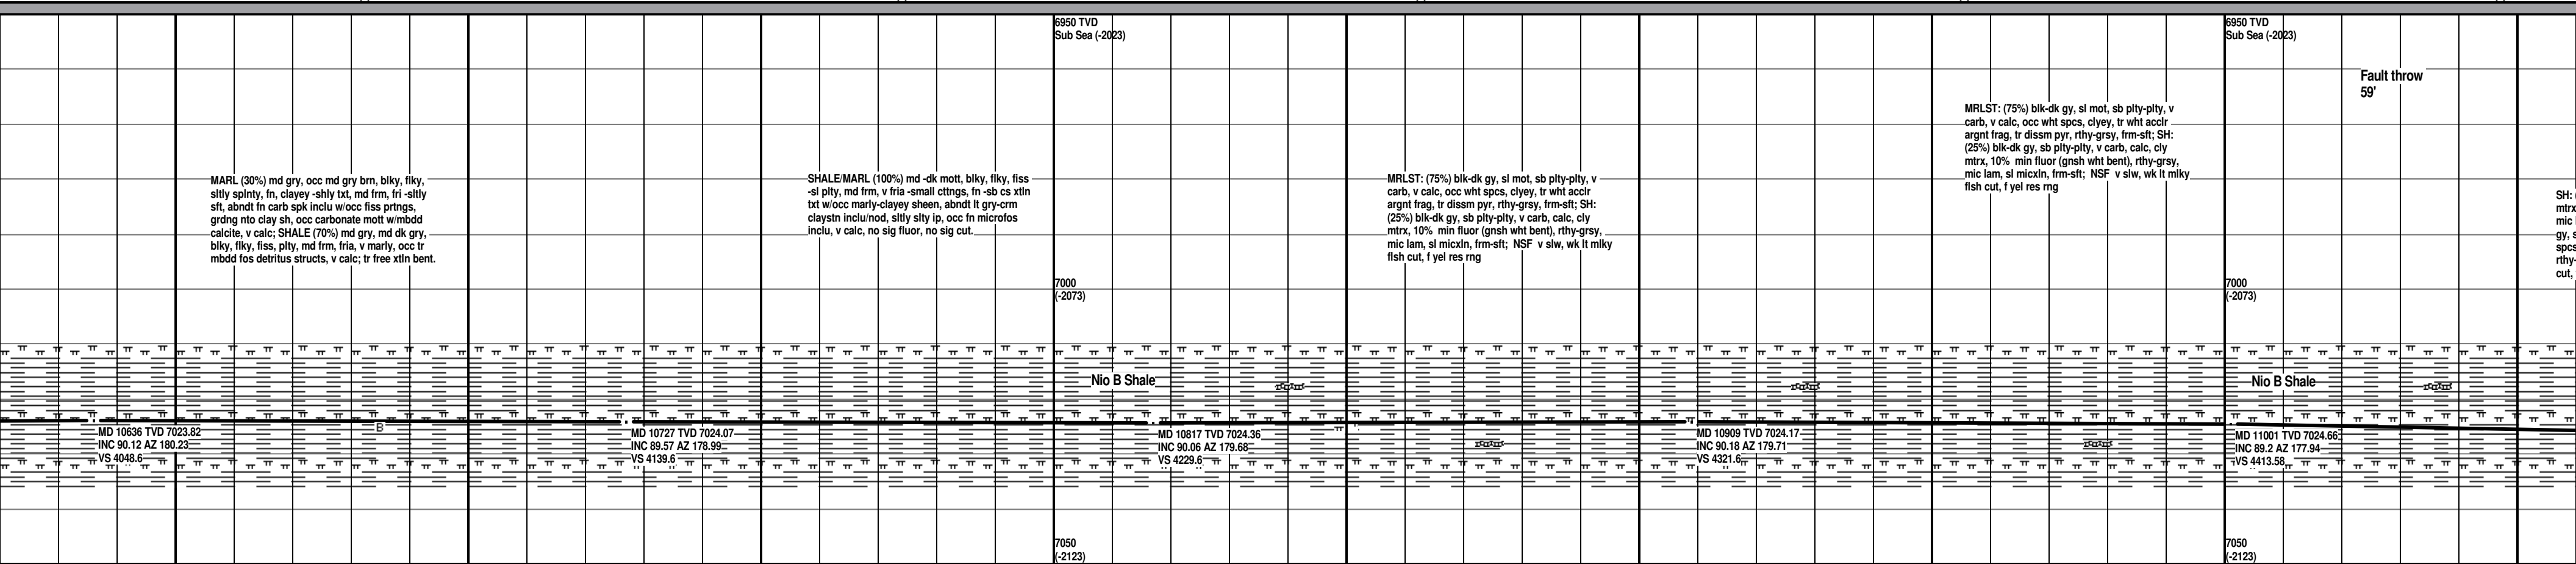 6950 TVD
Sub Sea (-2023)
6950 TVD
Sub Sea (-2023)
Fault throw
59'
MARL (30%) md gry, occ md gry brn, blky, flky,
sltly splnty, fn, clayey -shly txt, md frm, fri -sltly
sft, abndt fn carb spk inclu w/occ fiss prtngs,
grdng nto clay sh, occ carbonate mott w/mbdd
calcite, v calc; SHALE (70%) md gry, md dk gry,
blky, flky, fiss, plty, md frm, fria, v marly, occ tr
mbdd fos detritus structs, v calc; tr free xtln bent.
SHALE/MARL (100%) md -dk mott, blky, flky, fiss
-sl plty, md frm, v fria -small cttngs, fn -sb cs xtln
txt w/occ marly-clayey sheen, abndt lt gry-crm
claystn inclu/nod, sltly slty ip, occ fn microfos
inclu, v calc, no sig fluor, no sig cut.
MRLST: (75%) blk-dk gy, sl mot, sb plty-plty, v
carb, v calc, occ wht spcs, clyey, tr wht acclr
argnt frag, tr dissm pyr, rthy-grsy, frm-sft; SH:
(25%) blk-dk gy, sb plty-plty, v carb, calc, cly
mtrx, 10% min fluor (gnsh wht bent), rthy-grsy,
mic lam, sl micxln, frm-sft; NSF v slw, wk lt mlky
flsh cut, f yel res rng
MRLST: (75%) blk-dk gy, sl mot, sb plty-plty, v
carb, v calc, occ wht spcs, clyey, tr wht acclr
argnt frag, tr dissm pyr, rthy-grsy, frm-sft; SH:
(25%) blk-dk gy, sb plty-plty, v carb, calc, cly
mtrx, 10% min fluor (gnsh wht bent), rthy-grsy,
mic lam, sl micxln, frm-sft; NSF v slw, wk lt mlky
flsh cut, f yel res rng
SH:
mtrx
mic
gy, s
spcs
rthy-
cut,
7000
(-2073)
7000
(-2073)
Nio B Shale
Nio B Shale
B
MD 10636 TVD 7023.82
INC 90.12 AZ 180.23
VS 4048.6
MD 10727 TVD 7024.07
INC 89.57 AZ 178.99
VS 4139.6
MD 10817 TVD 7024.36
INC 90.06 AZ 179.68
VS 4229.6
MD 10909 TVD 7024.17
INC 90.18 AZ 179.71
VS 4321.6
MD 11001 TVD 7024.66
INC 89.2 AZ 177.94
VS 4413.58
7050
(-2123)
7050
(-2123)